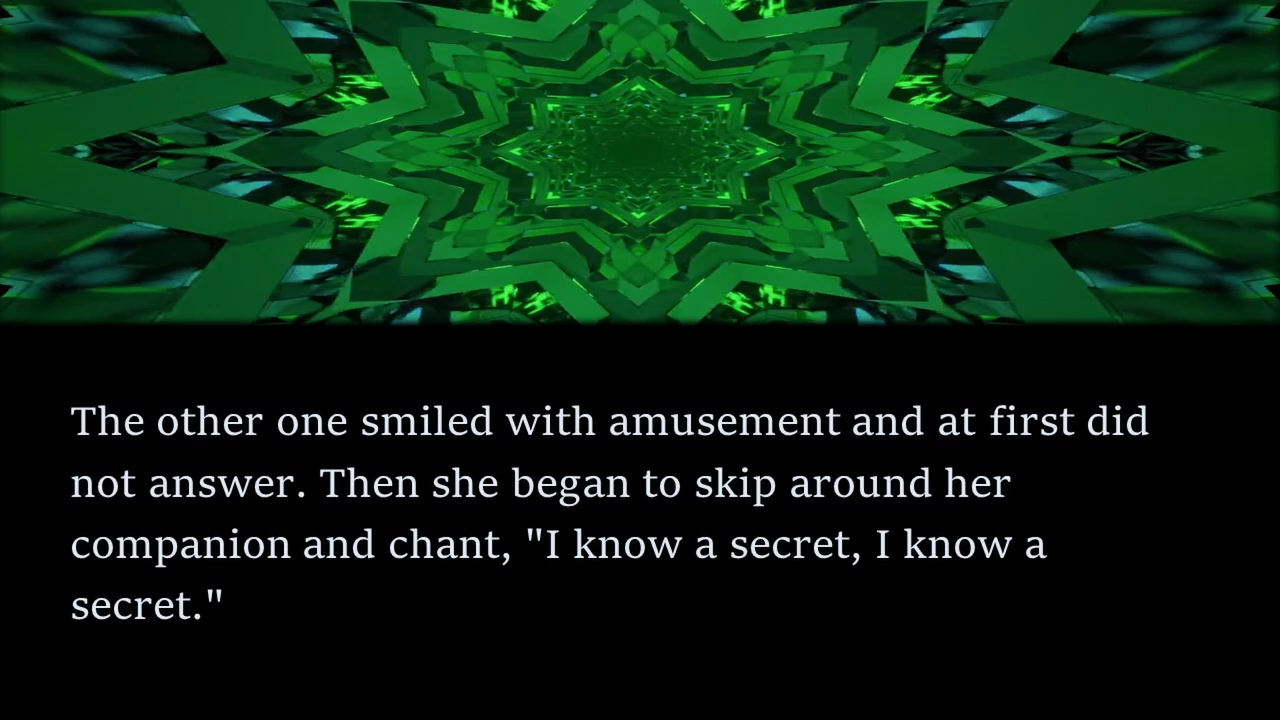 The other one smiled with amusement and at first did
not answer. Then she began to skip around her
companion and chant, "I know a secret, I know a
secret."